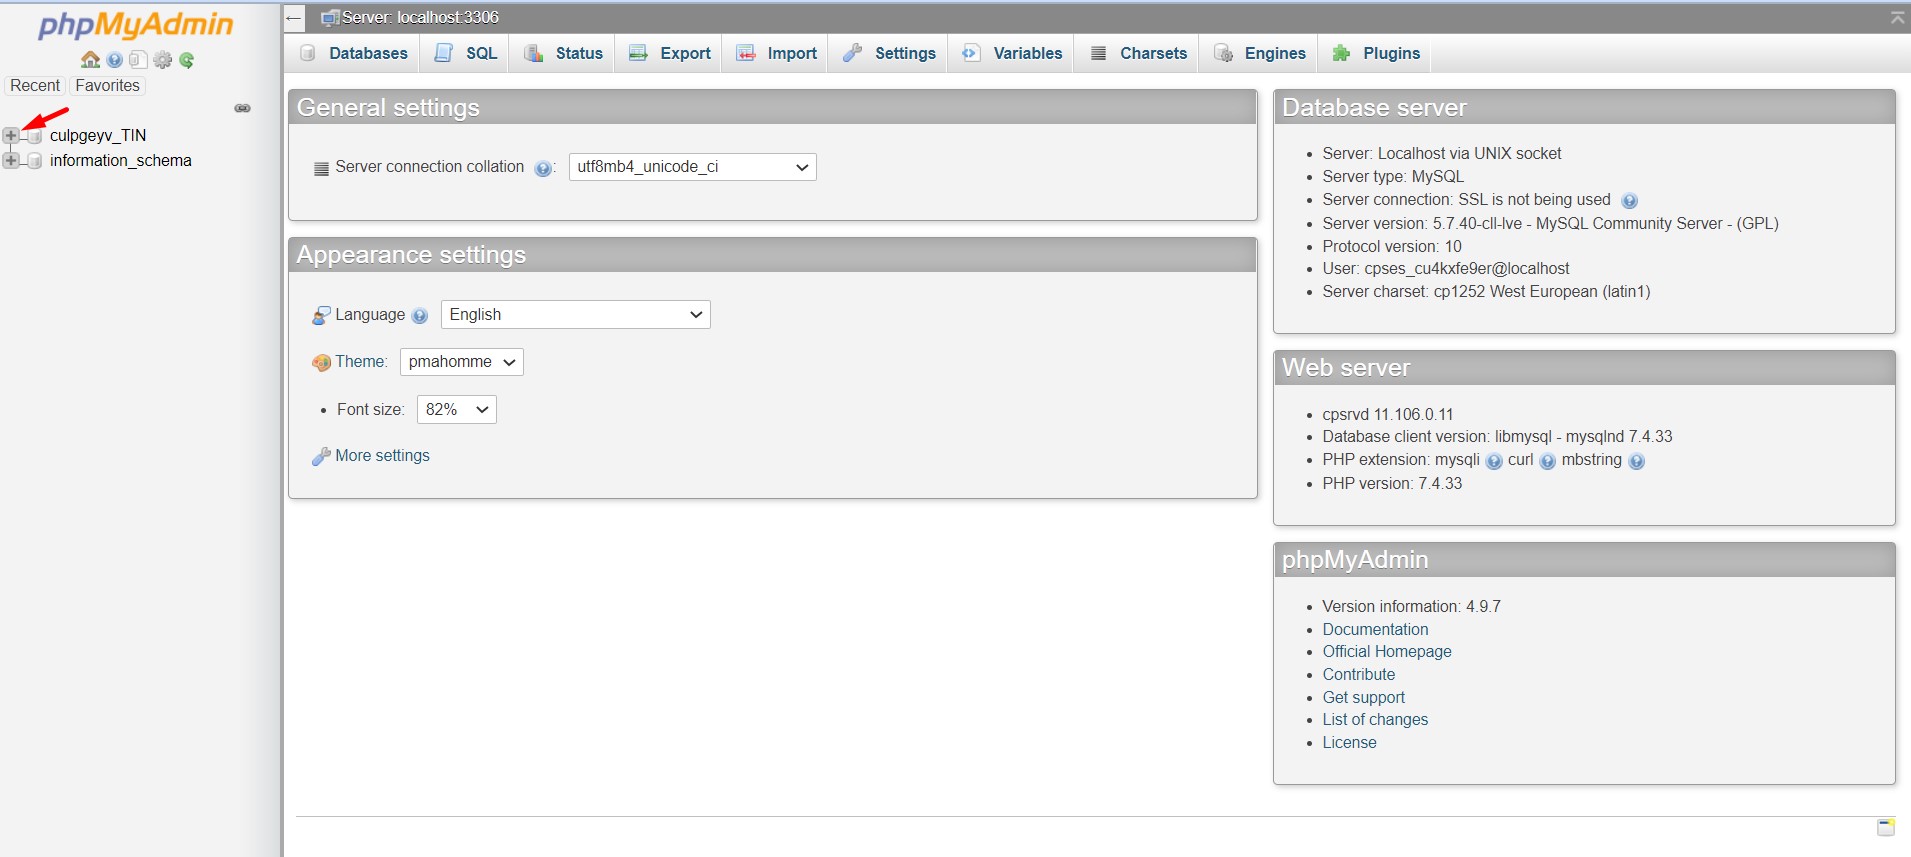 phpMyAdmin
Recent Favorites
culpgeyv_TIN
information_schema
Server: localhost:3306
Databases SQL Status Export Import Settings Variables Charsets Engines Plugins
General settings
Server connection collation : utf8mb4_unicode_ci
Appearance settings
Language English
Theme: pmahomme
Font size: 82%
More settings
Database server
Server: Localhost via UNIX socket
Server type: MySQL
Server connection: SSL is not being used
Server version: 5.7.40-cll-lve - MySQL Community Server - (GPL)
Protocol version: 10
User: cpses_cu4kxfe9er@localhost
Server charset: cp1252 West European (latin1)
Web server
cpsrvd 11.106.0.11
Database client version: libmysql - mysqlnd 7.4.33
PHP extension: mysqli curl mbstring
PHP version: 7.4.33
phpMyAdmin
Version information: 4.9.7
Documentation
Official Homepage
Contribute
Get support
List of changes
License